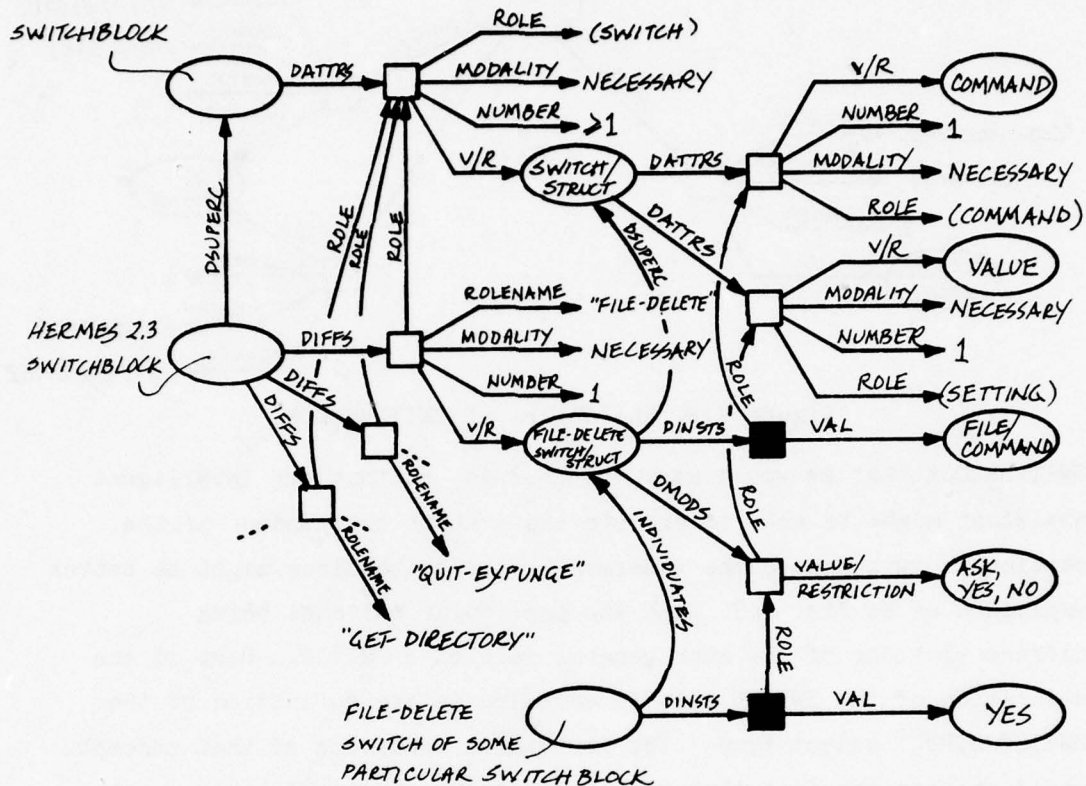 SWITCHBLOCK
DATTRS
ROLE
(SWITCH)
MODALITY
NECESSARY
NUMBER
≥1
V/R
SWITCH/
STRUCT
DATTRS
V/R
COMMAND
NUMBER
1
MODALITY
NECESSARY
ROLE
(COMMAND)
DATTRS
V/R
VALUE
MODALITY
NECESSARY
NUMBER
1
ROLE
(SETTING)
DSUPERC
ROLE
ROLE
ROLE
DSUPERC
HERMES 2.3
SWITCHBLOCK
DIFFS
ROLENAME
"FILE-DELETE"
MODALITY
NECESSARY
NUMBER
1
V/R
FILE-DELETE
SWITCH/
STRUCT
DINSTS
ROLE
VAL
FILE/
COMMAND
DIFFS
DIFFS
ROLENAME
"QUIT-EXPUNGE"
ROLENAME
"GET-DIRECTORY"
DMODS
ROLE
VALUE/
RESTRICTION
ASK,
YES, NO
INDIVIDUATES
ROLE
FILE-DELETE
SWITCH OF SOME
PARTICULAR SWITCHBLOCK
DINSTS
VAL
YES